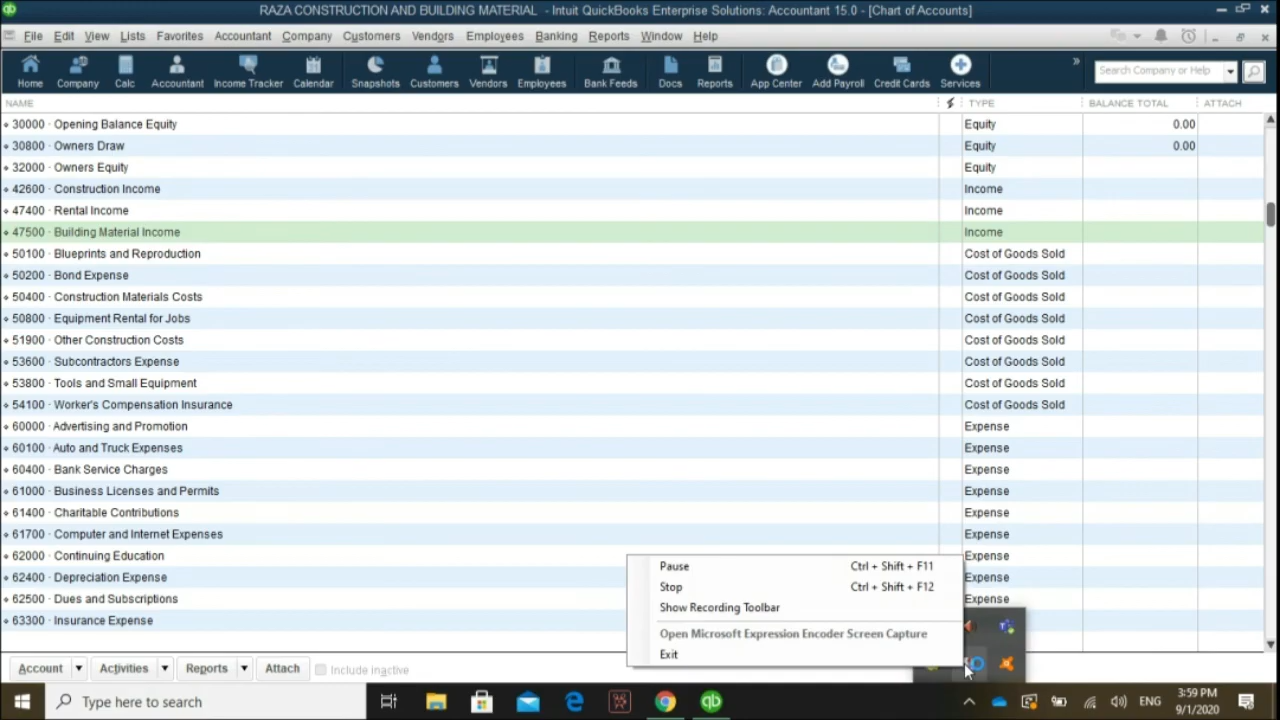 RAZA CONSTRUCTION AND BUILDING MATERIAL - Intuit QuickBooks Enterprise Solutions: Accountant 15.0 - [Chart of Accounts]
File Edit View Lists Favorites Accountant Company Customers Vendors Employees Banking Reports Window Help
Home Company Calc Accountant Income Tracker Calendar Snapshots Customers Vendors Employees Bank Feeds Docs Reports App Center Add Payroll Credit Cards Services » Search Company or Help
NAME TYPE BALANCE TOTAL ATTACH
30000 · Opening Balance Equity Equity 0.00
30800 · Owners Draw Equity 0.00
32000 · Owners Equity Equity
42600 · Construction Income Income
47400 · Rental Income Income
47500 · Building Material Income Income
50100 · Blueprints and Reproduction Cost of Goods Sold
50200 · Bond Expense Cost of Goods Sold
50400 · Construction Materials Costs Cost of Goods Sold
50800 · Equipment Rental for Jobs Cost of Goods Sold
51900 · Other Construction Costs Cost of Goods Sold
53600 · Subcontractors Expense Cost of Goods Sold
53800 · Tools and Small Equipment Cost of Goods Sold
54100 · Worker's Compensation Insurance Cost of Goods Sold
60000 · Advertising and Promotion Expense
60100 · Auto and Truck Expenses Expense
60400 · Bank Service Charges Expense
61000 · Business Licenses and Permits Expense
61400 · Charitable Contributions Expense
61700 · Computer and Internet Expenses Expense
62000 · Continuing Education Expense
62400 · Depreciation Expense Expense
62500 · Dues and Subscriptions Expense
63300 · Insurance Expense
Pause Ctrl + Shift + F11
Stop Ctrl + Shift + F12
Show Recording Toolbar
Open Microsoft Expression Encoder Screen Capture
Exit
Account Activities Reports Attach Include inactive
Type here to search
ENG
3:59 PM
9/1/2020